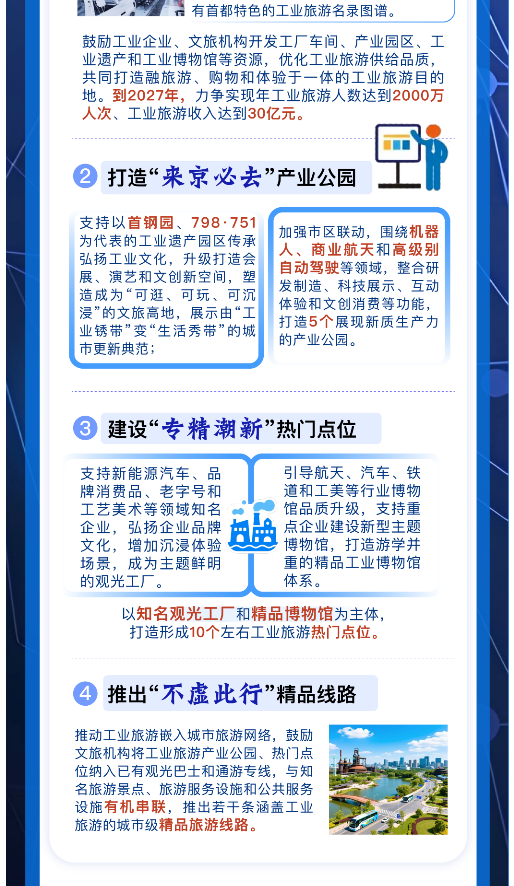 有首都特色的工业旅游名录图谱。
鼓励工业企业、文旅机构开发工厂车间、产业园区、工
业遗产和工业博物馆等资源，优化工业旅游供给品质，
共同打造融旅游、购物和体验于一体的工业旅游目的
地。到2027年，力争实现年工业旅游人数达到2000万
人次、工业旅游收入达到30亿元。
2 打造“来京必去”产业公园
支持以首钢园、798·751
为代表的工业遗产园区传承
弘扬工业文化，升级打造会
展、演艺和文创新空间，塑
造成为“可逛、可玩、可沉
浸”的文旅高地，展示由“工
业锈带”变“生活秀带”的城
市更新典范；
加强市区联动，围绕机器
人、商业航天和高级别
自动驾驶等领域，整合研
发制造、科技展示、互动
体验和文创消费等功能，
打造5个展现新质生产力
的产业公园。
3 建设“专精潮新”热门点位
支持新能源汽车、品
牌消费品、老字号和
工艺美术等领域知名
企业，弘扬企业品牌
文化，增加沉浸体验
场景，成为主题鲜明
的观光工厂。
引导航天、汽车、铁
道和工美等行业博物
馆品质升级，支持重
点企业建设新型主题
博物馆，打造游学并
重的精品工业博物馆
体系。
以知名观光工厂和精品博物馆为主体，
打造形成10个左右工业旅游热门点位。
4 推出“不虚此行”精品线路
推动工业旅游嵌入城市旅游网络，鼓励
文旅机构将工业旅游产业公园、热门点
位纳入已有观光巴士和通游专线，与知
名旅游景点、旅游服务设施和公共服务
设施有机串联，推出若干条涵盖工业
旅游的城市级精品旅游线路。